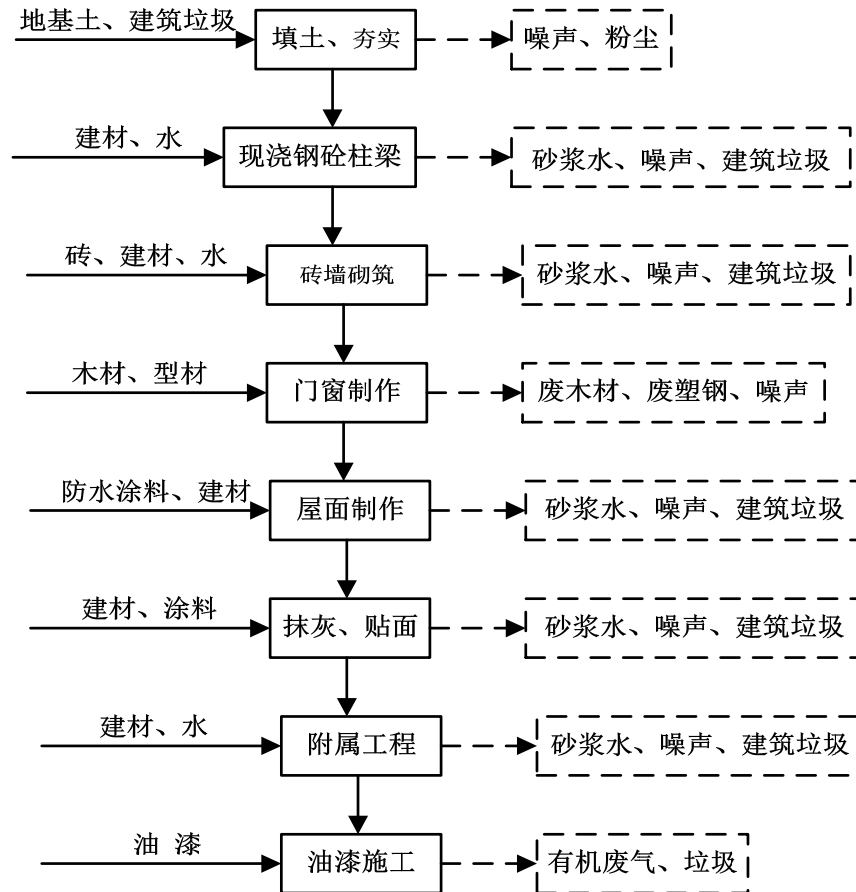 地基土、建筑垃圾
填土、夯实
噪声、粉尘
建材、水
现浇钢砼柱梁
砂浆水、噪声、建筑垃圾
砖、建材、水
砖墙砌筑
砂浆水、噪声、建筑垃圾
木材、型材
门窗制作
废木材、废塑钢、噪声
防水涂料、建材
屋面制作
砂浆水、噪声、建筑垃圾
建材、涂料
抹灰、贴面
砂浆水、噪声、建筑垃圾
建材、水
附属工程
砂浆水、噪声、建筑垃圾
油 漆
油漆施工
有机废气、垃圾